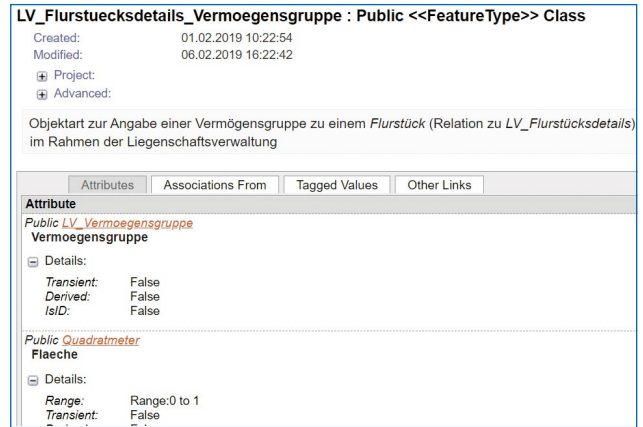 LV_Flurstuecksdetails_Vermoegensgruppe : Public <<FeatureType>> Class
Created: 01.02.2019 10:22:54
Modified: 06.02.2019 16:22:42
Project:
Advanced:
Objektart zur Angabe einer Vermögensgruppe zu einem Flurstück (Relation zu LV_Flurstücksdetails)
im Rahmen der Liegenschaftsverwaltung
Attributes Associations From Tagged Values Other Links
Attribute
Public LV_Vermoegensgruppe
Vermoegensgruppe
Details:
Transient: False
Derived: False
IsID: False
Public Quadratmeter
Flaeche
Details:
Range: Range:0 to 1
Transient: False